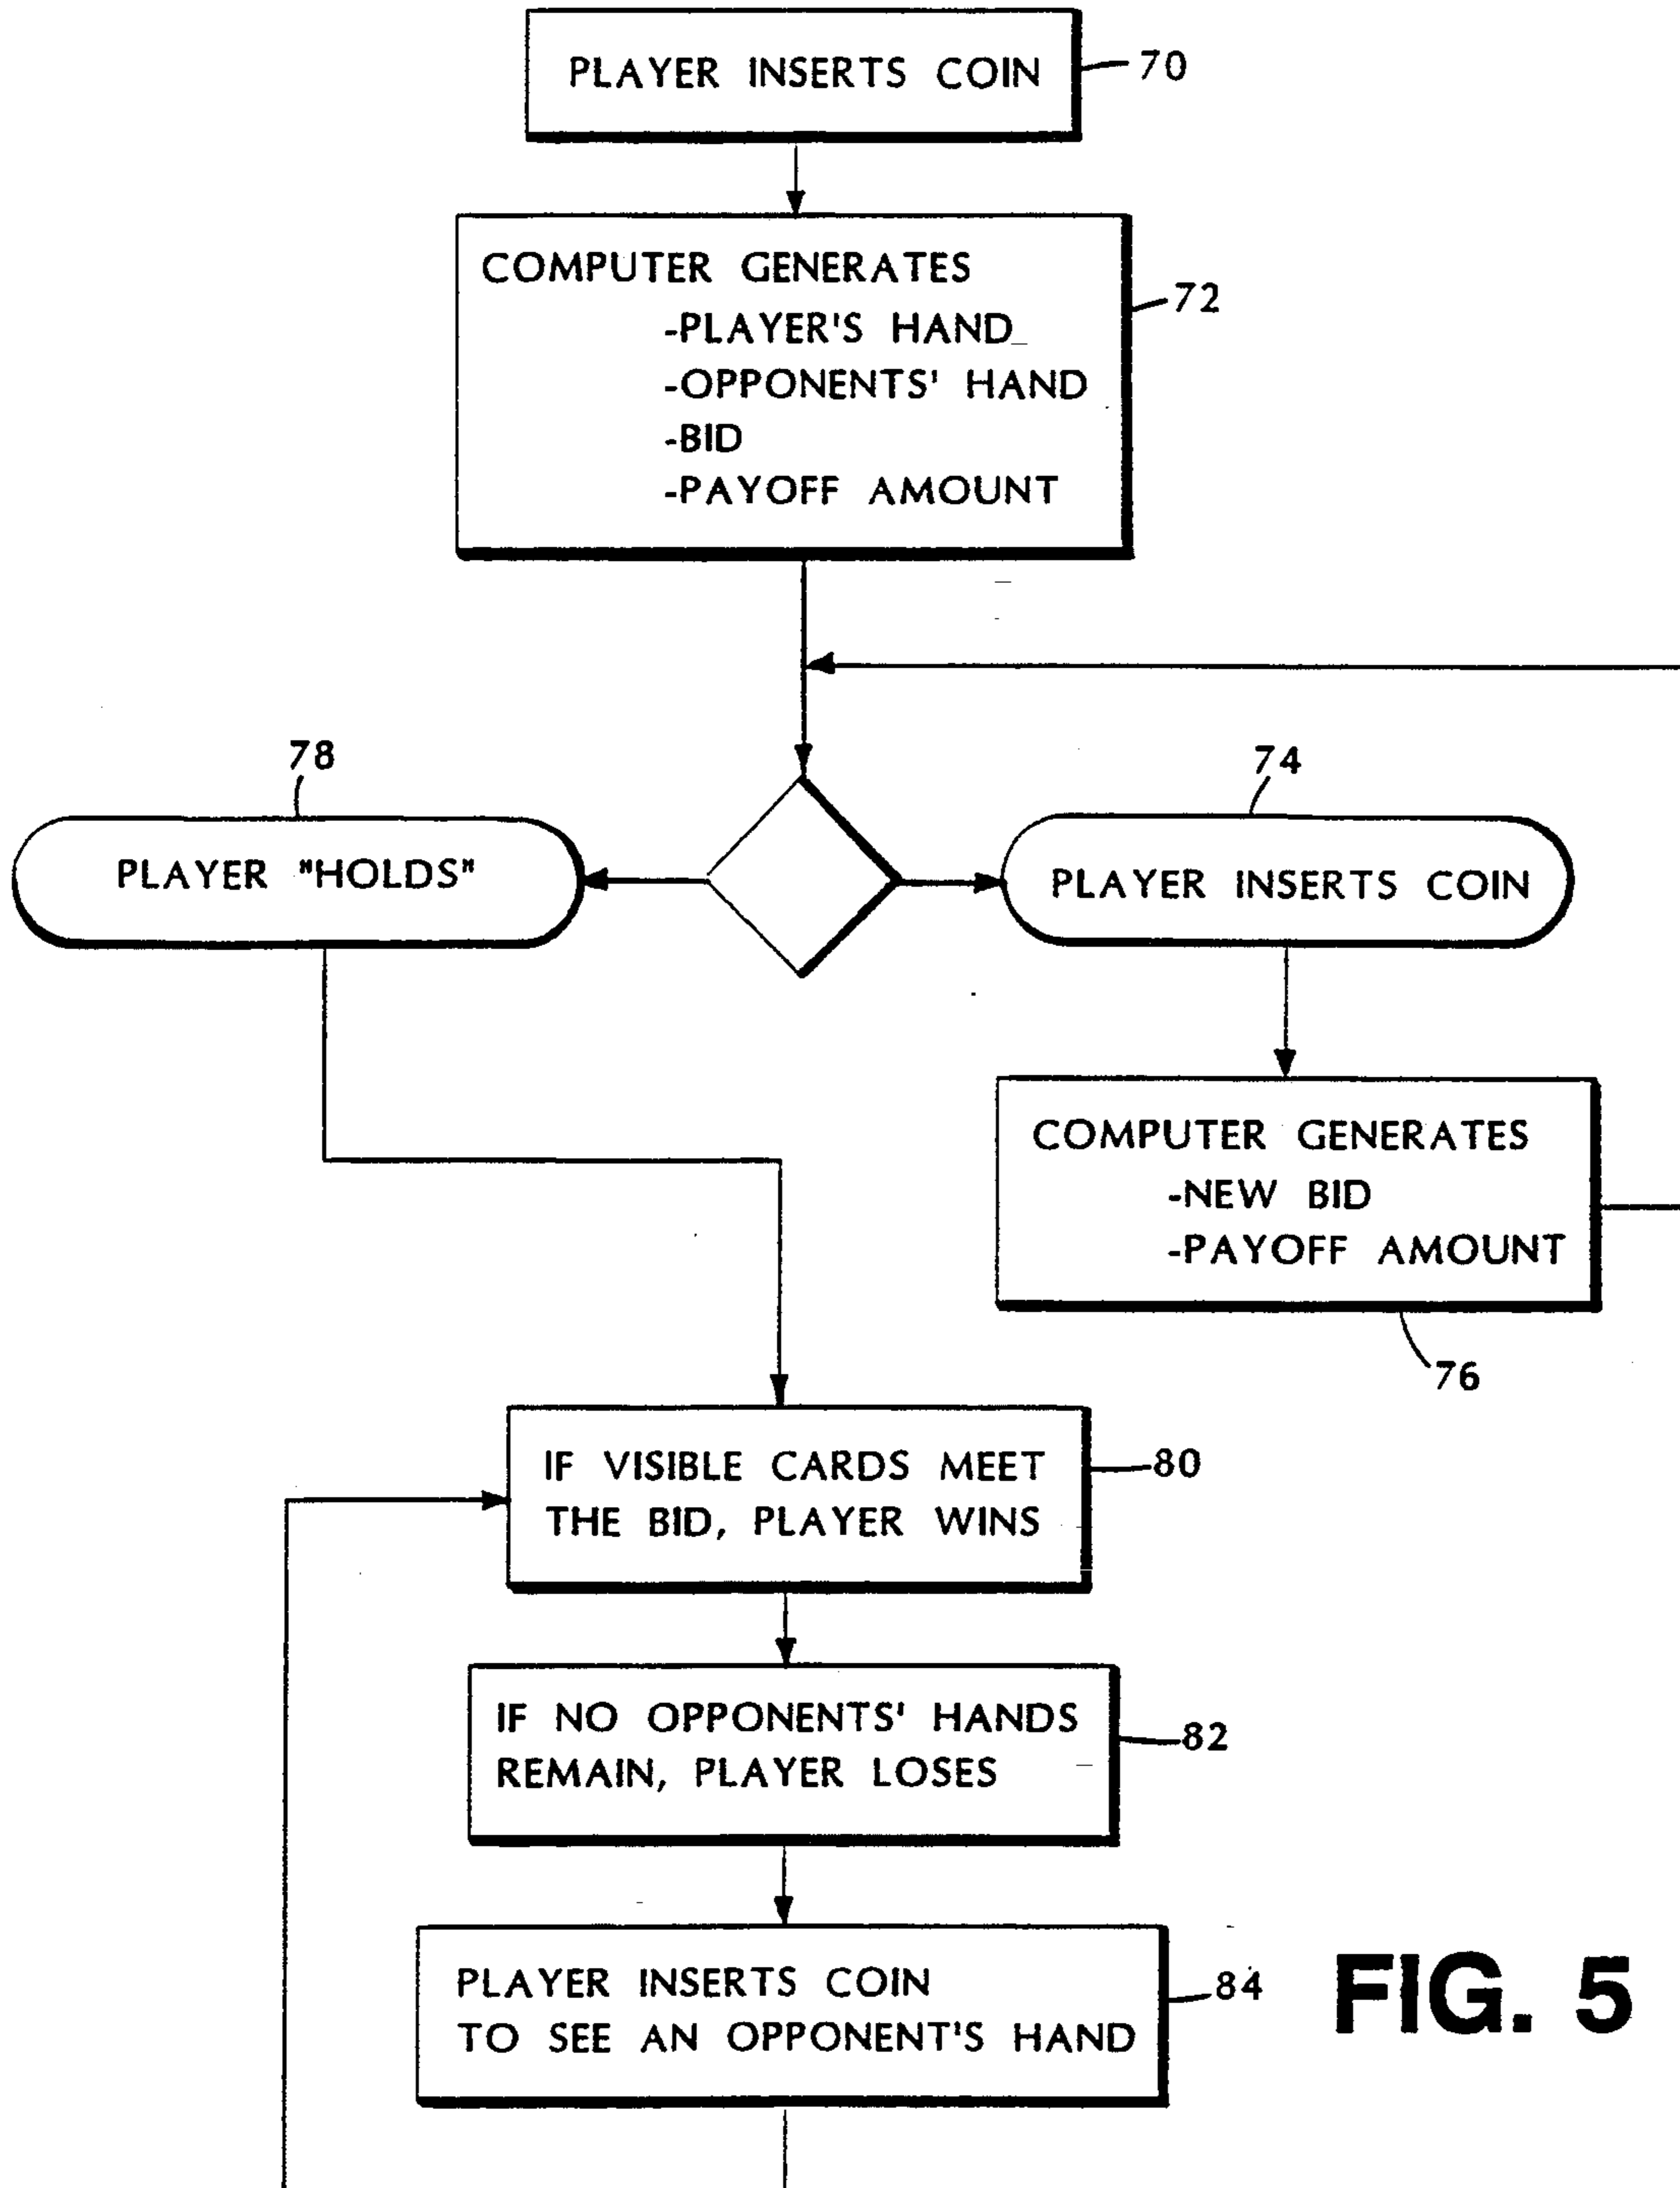 PLAYER INSERTS COIN
70
COMPUTER GENERATES
-PLAYER'S HAND
-OPPONENTS' HAND
-BID
-PAYOFF AMOUNT
72
78
PLAYER "HOLDS"
74
PLAYER INSERTS COIN
COMPUTER GENERATES
-NEW BID
-PAYOFF AMOUNT
76
IF VISIBLE CARDS MEET
THE BID, PLAYER WINS
80
IF NO OPPONENTS' HANDS
REMAIN, PLAYER LOSES
82
PLAYER INSERTS COIN
TO SEE AN OPPONENT'S HAND
84
FIG. 5